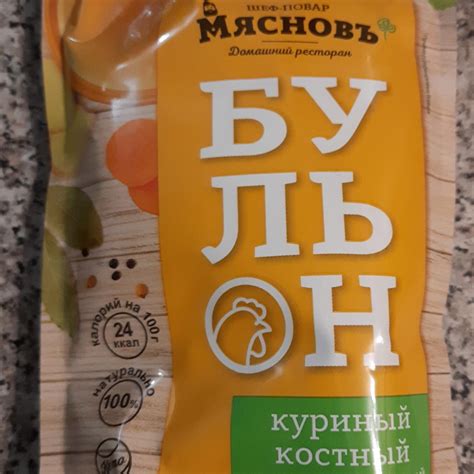 ШЕФ-ПОВАР
МЯСНОВЪ
Домашний ресторан
БУ
ЛЬ
ОН
калорий на 100г
24
ккал
натурально
100%
куриный
костный